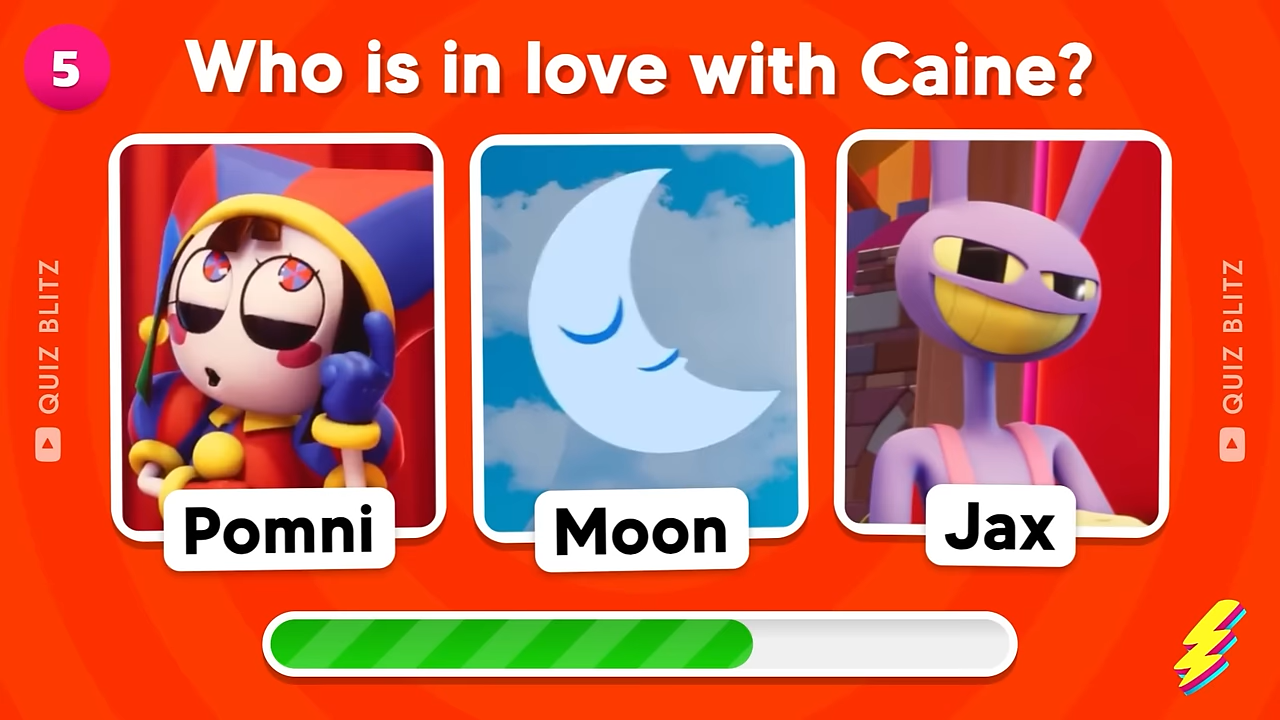 5
Who is in love with Caine?
QUIZ BLITZ
QUIZ BLITZ
Pomni
Moon
Jax